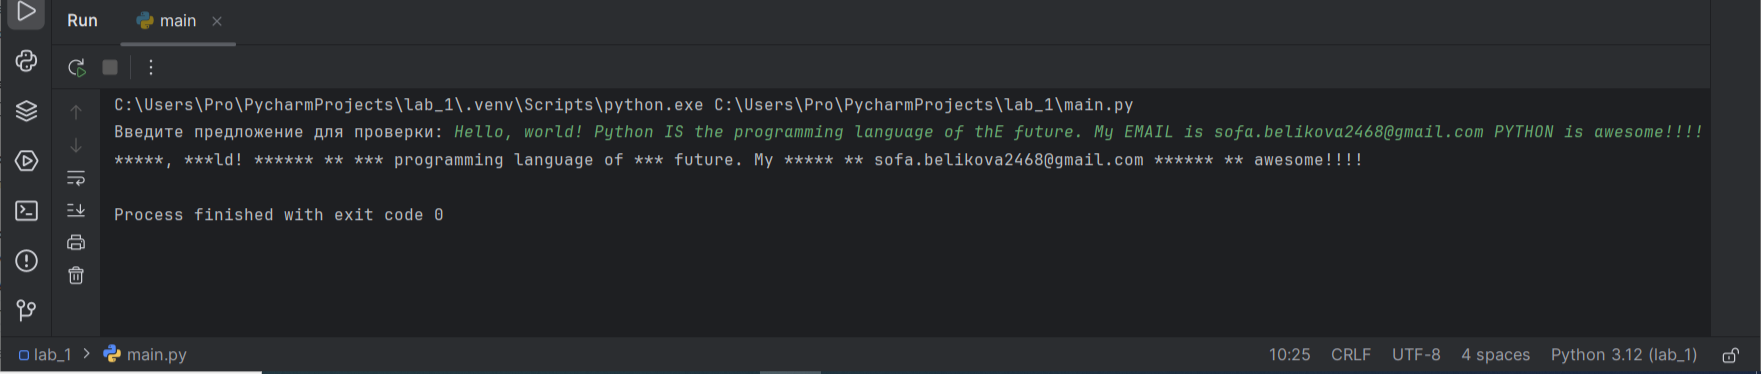 Run main
C:\Users\Pro\PycharmProjects\lab_1\.venv\Scripts\python.exe C:\Users\Pro\PycharmProjects\lab_1\main.py
Введите предложение для проверки: Hello, world! Python IS the programming language of thE future. My EMAIL is sofa.belikova2468@gmail.com PYTHON is awesome!!!!
*****, ***ld! ****** ** *** programming language of *** future. My ***** ** sofa.belikova2468@gmail.com ****** ** awesome!!!!
Process finished with exit code 0
lab_1 > main.py 10:25 CRLF UTF-8 4 spaces Python 3.12 (lab_1)